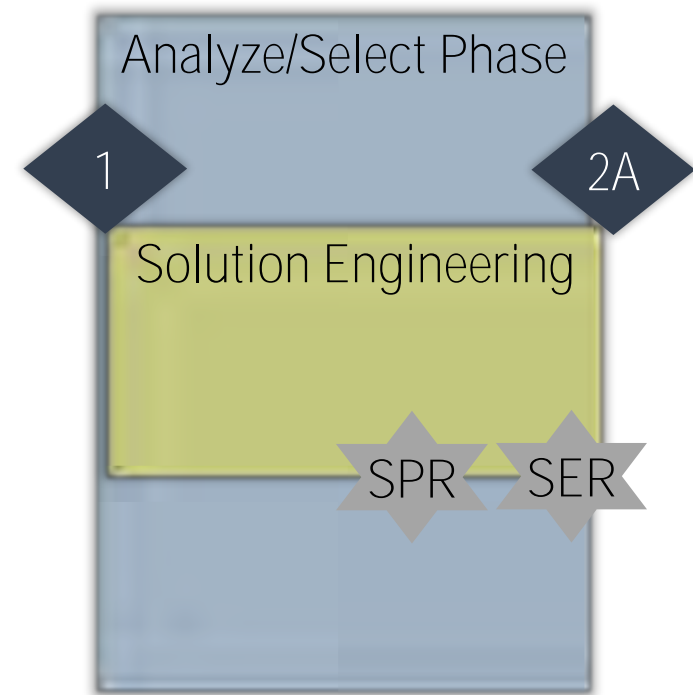 Analyze/Select Phase
1
2A
Solution Engineering
SPR
SER